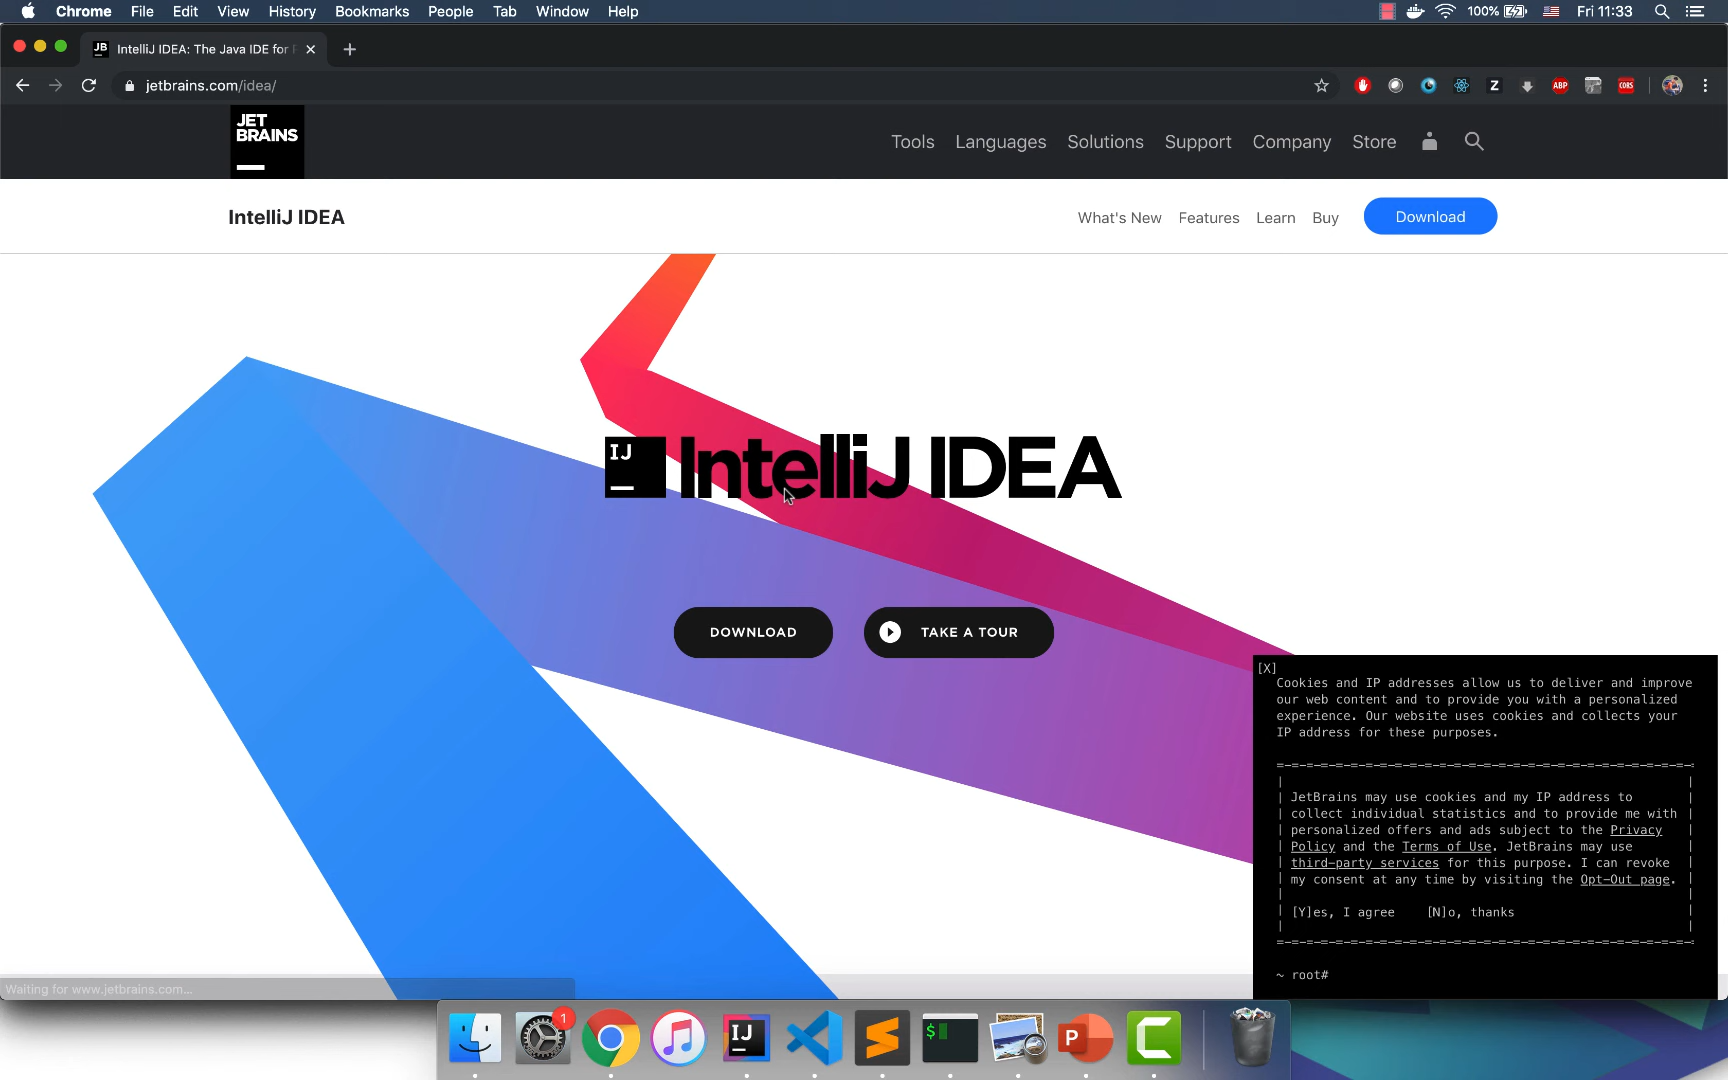 Chrome File Edit View History Bookmarks People Tab Window Help 100% Fri 11:33
JB IntelliJ IDEA: The Java IDE for
jetbrains.com/idea/ Z ABP CORS
JET
BRAINS
Tools Languages Solutions Support Company Store
IntelliJ IDEA
What's New Features Learn Buy Download
IJ IntelliJ IDEA
DOWNLOAD TAKE A TOUR
[X]
Cookies and IP addresses allow us to deliver and improve
our web content and to provide you with a personalized
experience. Our website uses cookies and collects your
IP address for these purposes.
JetBrains may use cookies and my IP address to
collect individual statistics and to provide me with
personalized offers and ads subject to the Privacy
Policy and the Terms of Use. JetBrains may use
third-party services for this purpose. I can revoke
my consent at any time by visiting the Opt-Out page.
[Y]es, I agree [N]o, thanks
~ root#
Waiting for www.jetbrains.com...
1
IJ $ P C